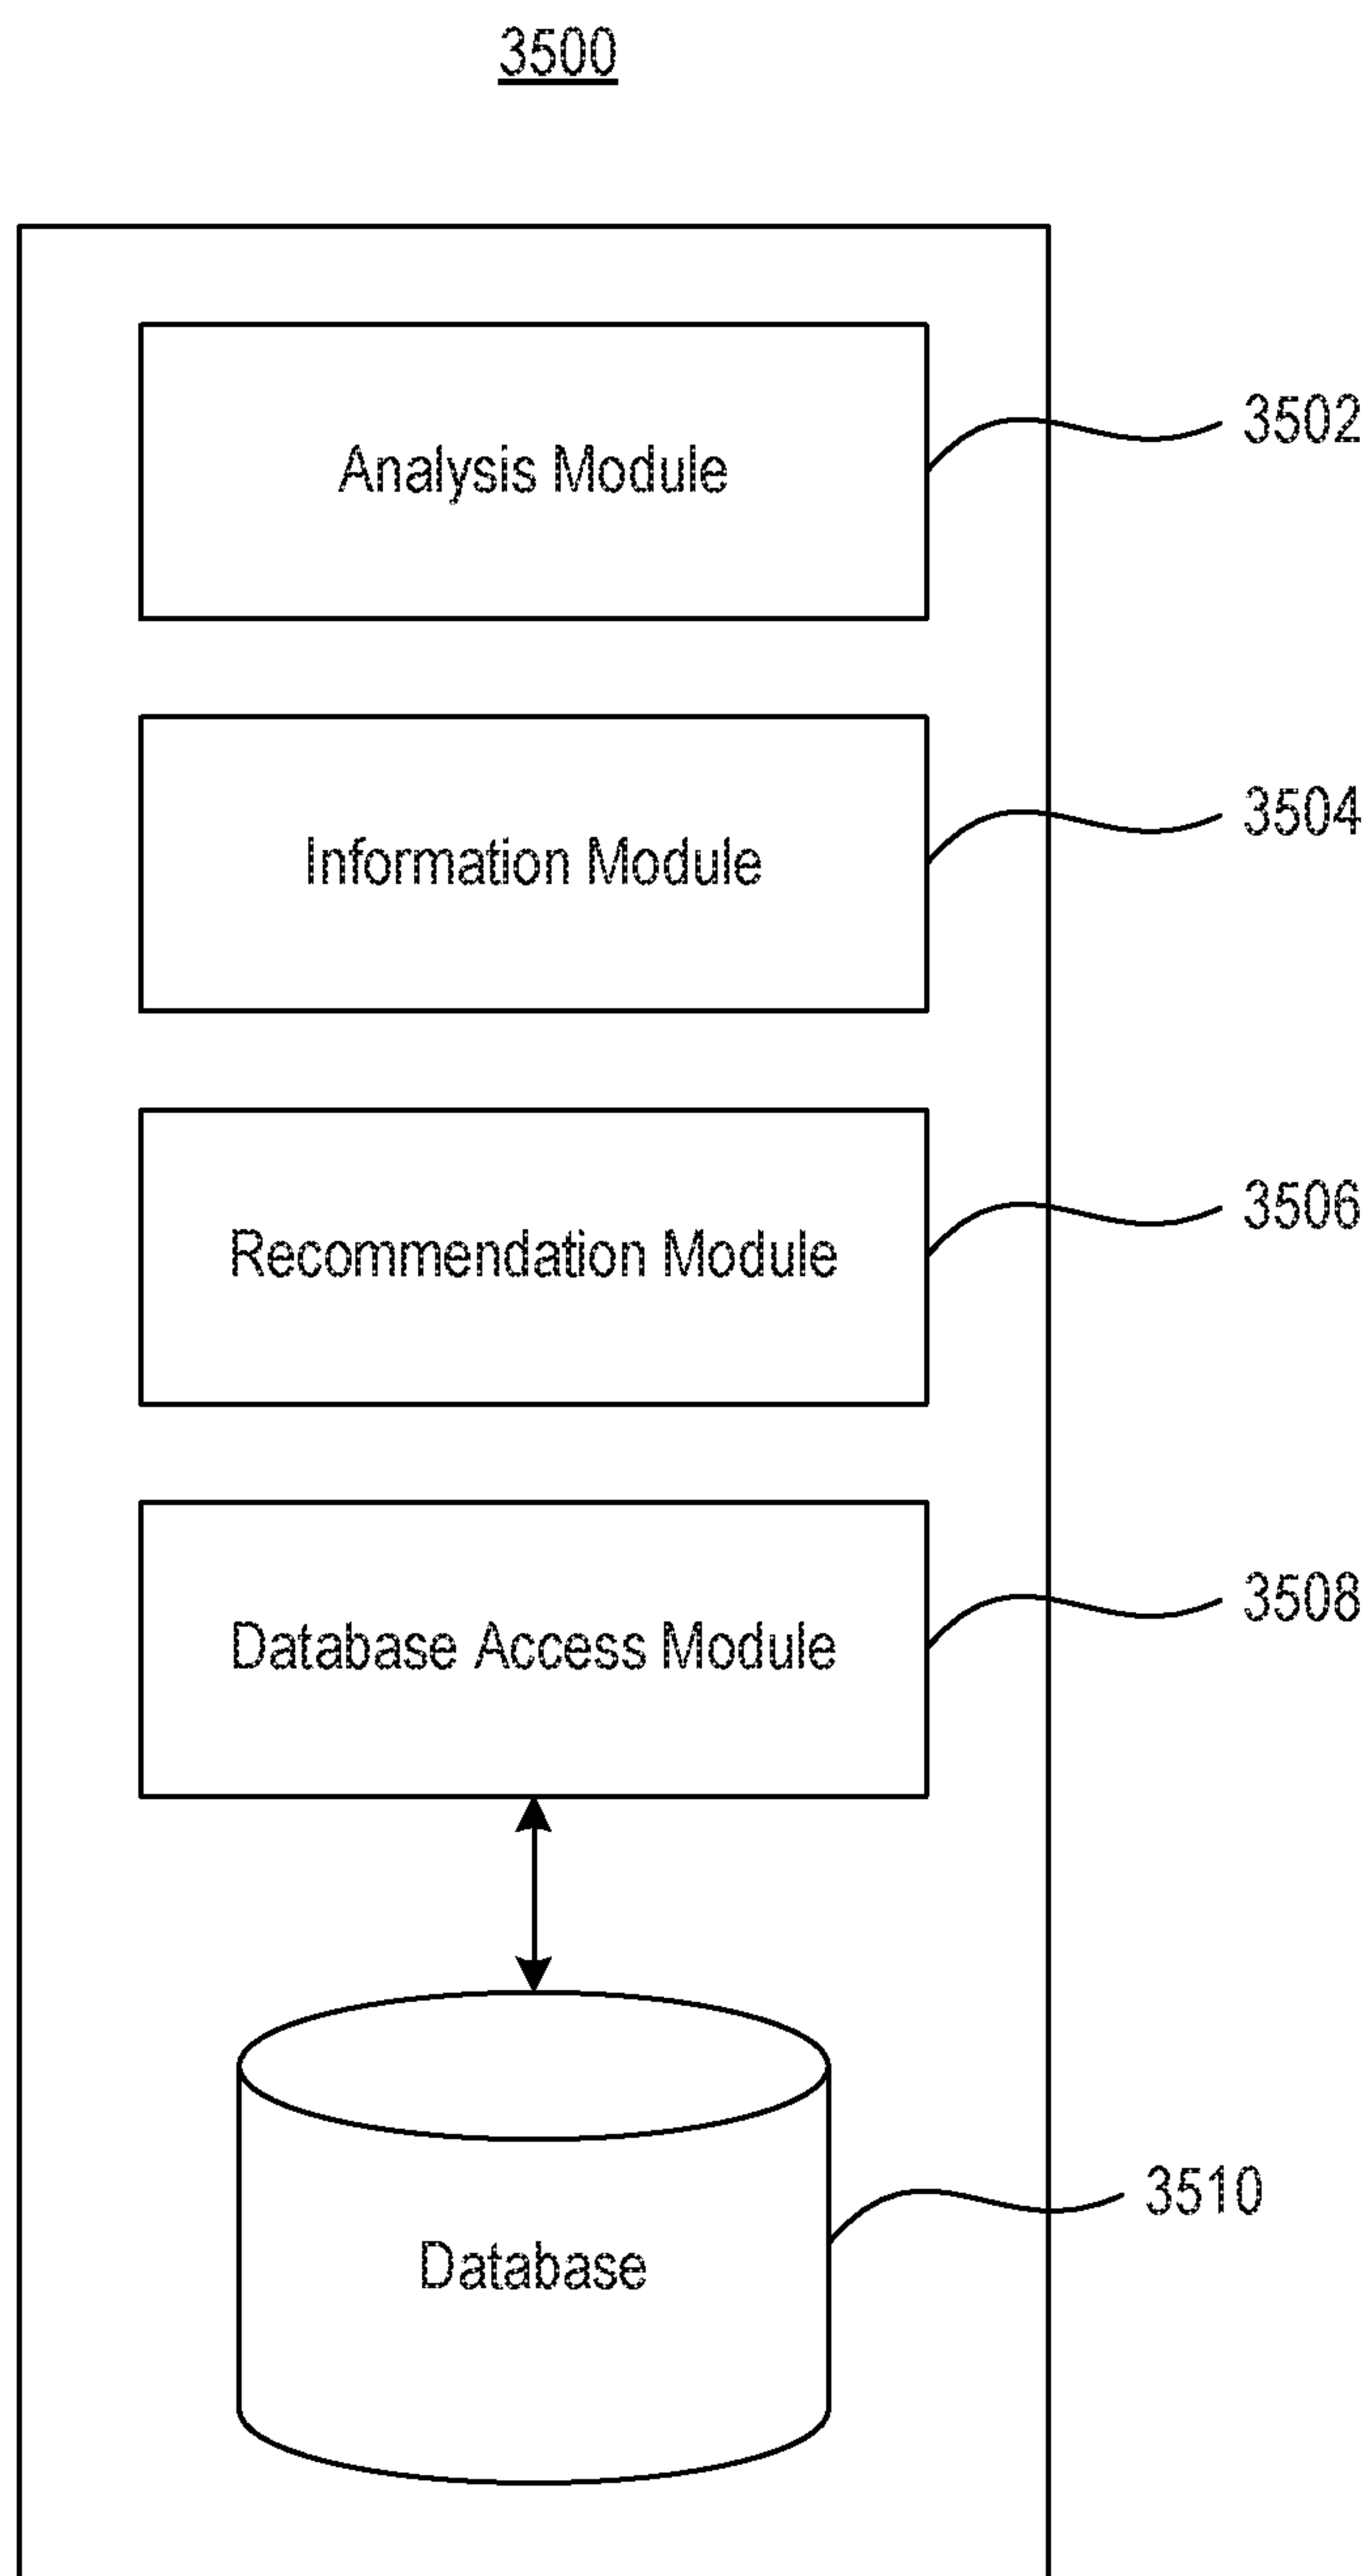 3500
Analysis Module
3502
Information Module
3504
Recommendation Module
3506
Database Access Module
3508
Database
3510